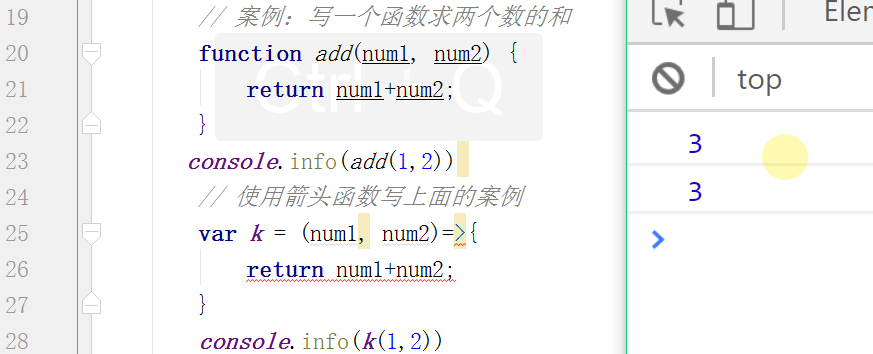 19 // 案例：写一个函数求两个数的和
20 function add(num1, num2) {
21 return num1+num2;
22 }
23 console.info(add(1,2))
24 // 使用箭头函数写上面的案例
25 var k = (num1, num2)=>{
26 return num1+num2;
27 }
28 console.info(k(1,2))
Ctrl + Q
Elem
top
3
3